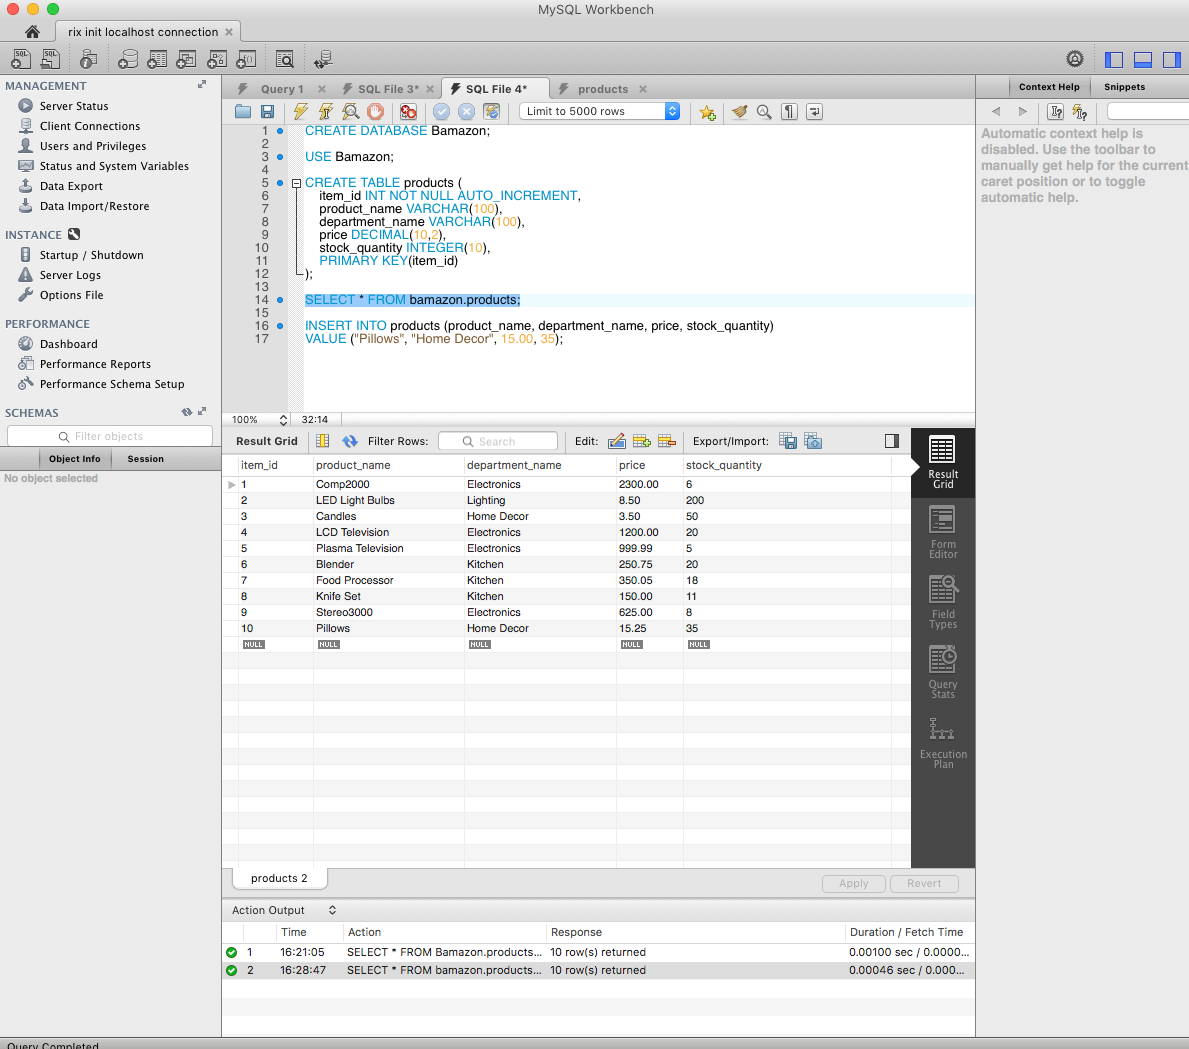 MySQL Workbench
rix init localhost connection
MANAGEMENT
Server Status
Client Connections
Users and Privileges
Status and System Variables
Data Export
Data Import/Restore
INSTANCE
Startup / Shutdown
Server Logs
Options File
PERFORMANCE
Dashboard
Performance Reports
Performance Schema Setup
SCHEMAS
Filter objects
Object Info Session
No object selected
Query 1 SQL File 3* SQL File 4* products
Limit to 5000 rows
1 CREATE DATABASE Bamazon;
2
3 USE Bamazon;
4
5 CREATE TABLE products (
6 item_id INT NOT NULL AUTO_INCREMENT,
7 product_name VARCHAR(100),
8 department_name VARCHAR(100),
9 price DECIMAL(10,2),
10 stock_quantity INTEGER(10),
11 PRIMARY KEY(item_id)
12 );
13
14 SELECT * FROM bamazon.products;
15
16 INSERT INTO products (product_name, department_name, price, stock_quantity)
17 VALUE ("Pillows", "Home Decor", 15.00, 35);
100% 32:14
Result Grid Filter Rows: Search Edit: Export/Import:
item_id product_name department_name price stock_quantity
1 Comp2000 Electronics 2300.00 6
2 LED Light Bulbs Lighting 8.50 200
3 Candles Home Decor 3.50 50
4 LCD Television Electronics 1200.00 20
5 Plasma Television Electronics 999.99 5
6 Blender Kitchen 250.75 20
7 Food Processor Kitchen 350.05 18
8 Knife Set Kitchen 150.00 11
9 Stereo3000 Electronics 625.00 8
10 Pillows Home Decor 15.25 35
NULL NULL NULL NULL NULL
Result
Grid
Form
Editor
Field
Types
Query
Stats
Execution
Plan
products 2
Apply Revert
Action Output
Time Action Response Duration / Fetch Time
1 16:21:05 SELECT * FROM Bamazon.products... 10 row(s) returned 0.00100 sec / 0.0000...
2 16:28:47 SELECT * FROM bamazon.products... 10 row(s) returned 0.00046 sec / 0.000...
Context Help Snippets
Automatic context help is
disabled. Use the toolbar to
manually get help for the current
caret position or to toggle
automatic help.
Query Completed